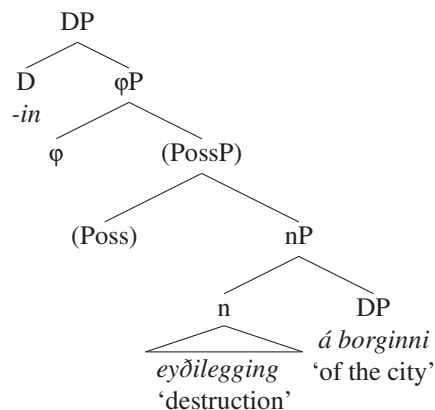 DP
D φP
-in
φ (PossP)
(Poss) nP
n DP
eyðilegging á borginni
‘destruction’ ‘of the city’